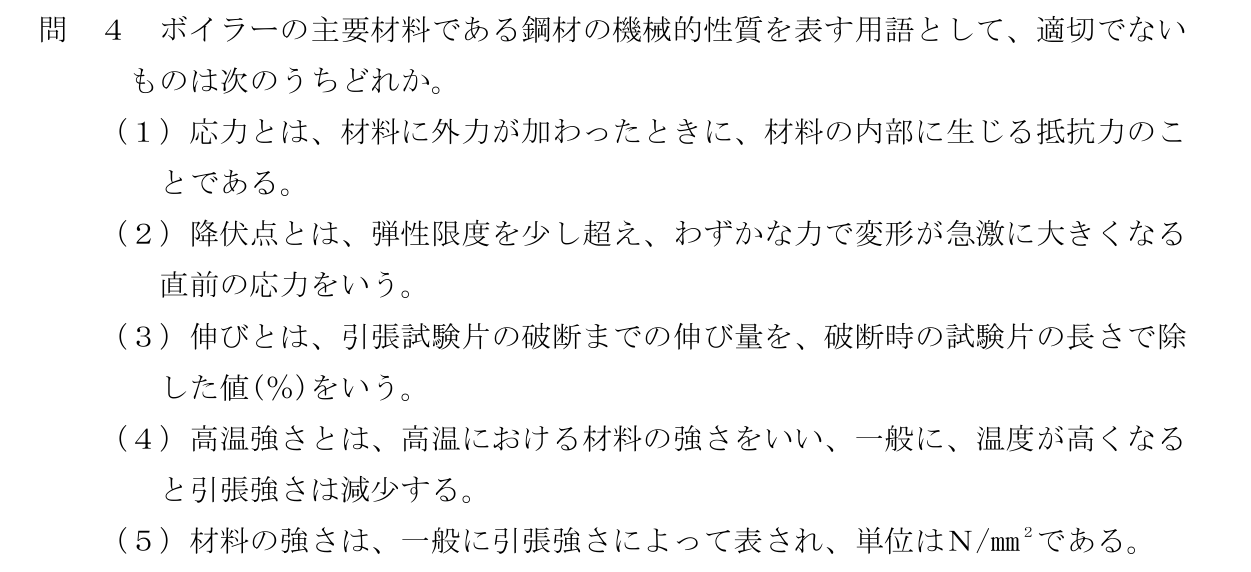 問　４　ボイラーの主要材料である鋼材の機械的性質を表す用語として、適切でない
ものは次のうちどれか。
（１）応力とは、材料に外力が加わったときに、材料の内部に生じる抵抗力のこ
とである。
（２）降伏点とは、弾性限度を少し超え、わずかな力で変形が急激に大きくなる
直前の応力をいう。
（３）伸びとは、引張試験片の破断までの伸び量を、破断時の試験片の長さで除
した値(％)をいう。
（４）高温強さとは、高温における材料の強さをいい、一般に、温度が高くなる
と引張強さは減少する。
（５）材料の強さは、一般に引張強さによって表され、単位はＮ/㎜²である。